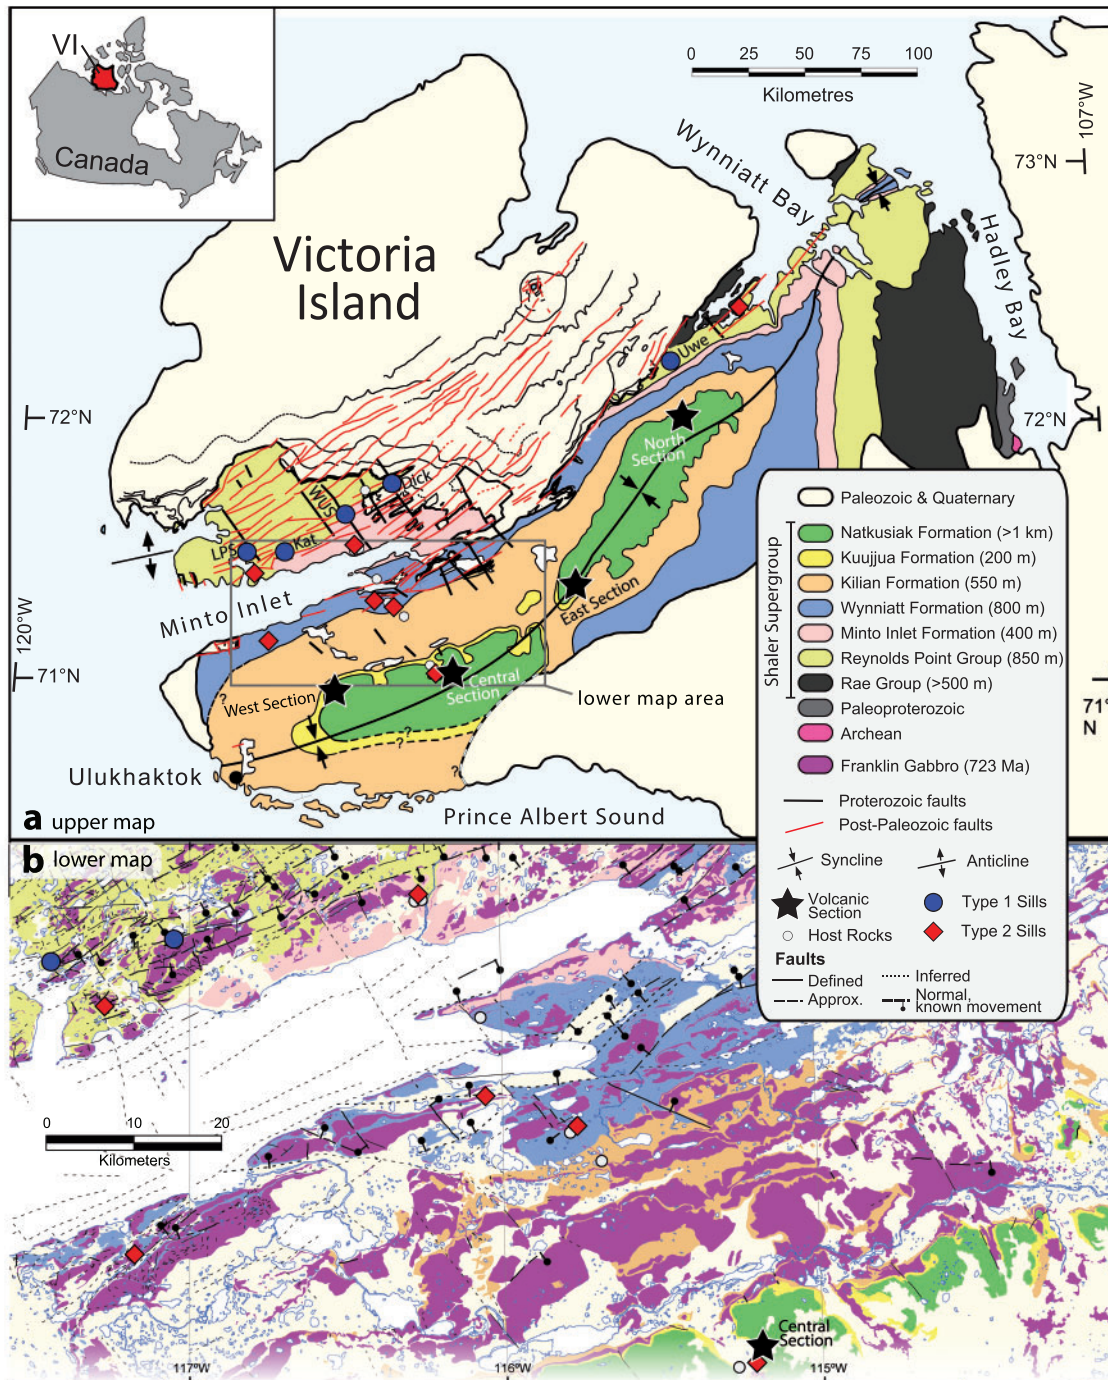 VI
Canada
0 25 50 75 100
Kilometres
107°W
73°N
Wynniatt Bay
Hadley Bay
Victoria
Island
Uwe
72°N
72°N
North
Section
Dick
WUS
LPS
Kat
Minto Inlet
East Section
120°W
71°N
71°
N
Central
Section
West Section
lower map area
?
?
?
?
Ulukhaktok
Prince Albert Sound
a upper map
Paleozoic & Quaternary
Shaler Supergroup
Natkusiak Formation (>1 km)
Kuujjua Formation (200 m)
Kilian Formation (550 m)
Wynniatt Formation (800 m)
Minto Inlet Formation (400 m)
Reynolds Point Group (850 m)
Rae Group (>500 m)
Paleoproterozoic
Archean
Franklin Gabbro (723 Ma)
Proterozoic faults
Post-Paleozoic faults
Syncline
Anticline
Volcanic
Section
Type 1 Sills
Host Rocks
Type 2 Sills
Faults
Defined
Inferred
Approx.
Normal,
known movement
b lower map
0 10 20
Kilometers
Central
Section
117°W
116°W
115°W